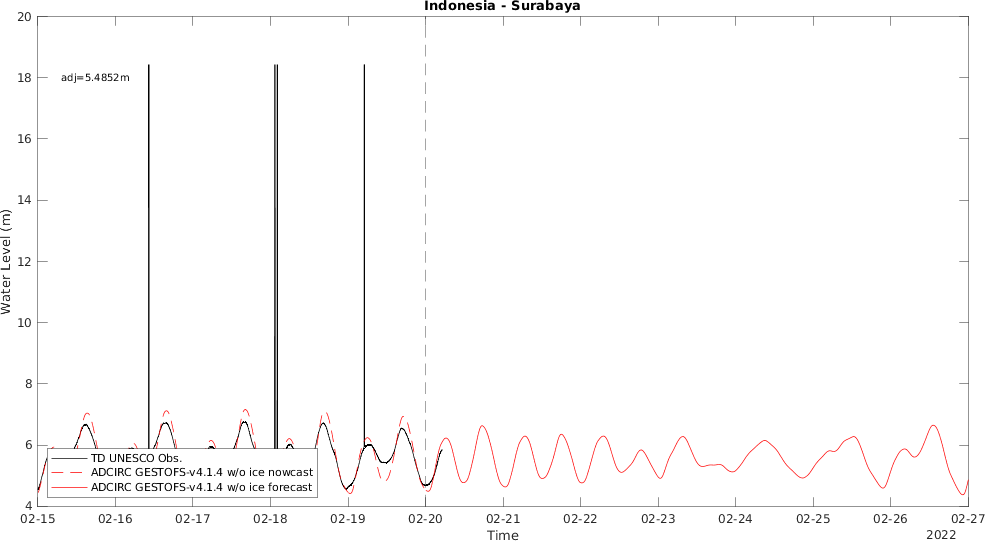 Indonesia - Surabaya
20
18
16
14
12
10
8
6
4
Water Level (m)
adj=5.4852m
TD UNESCO Obs.
ADCIRC GESTOFS-v4.1.4 w/o ice nowcast
ADCIRC GESTOFS-v4.1.4 w/o ice forecast
02-15 02-16 02-17 02-18 02-19 02-20 02-21 02-22 02-23 02-24 02-25 02-26 02-27
Time
2022